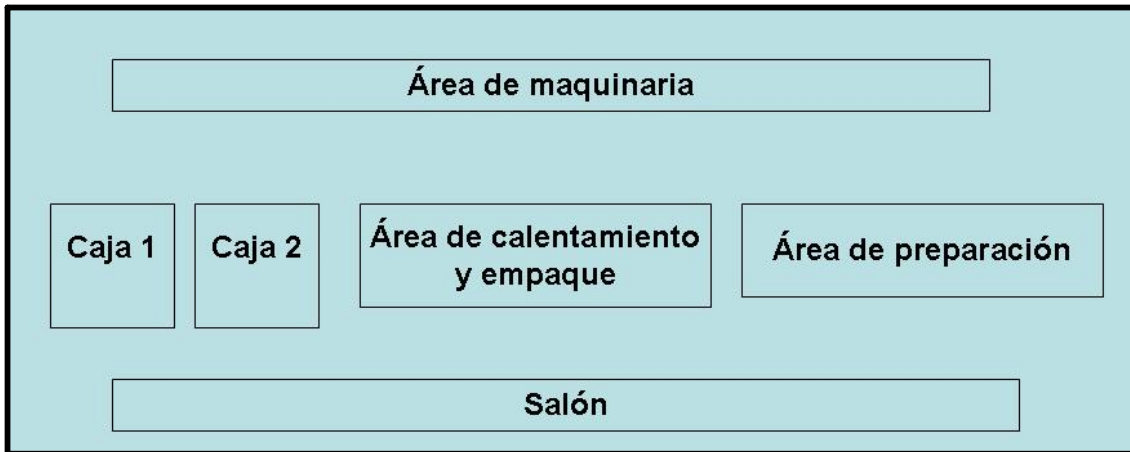 Área de maquinaria
Caja 1
Caja 2
Área de calentamiento
y empaque
Área de preparación
Salón